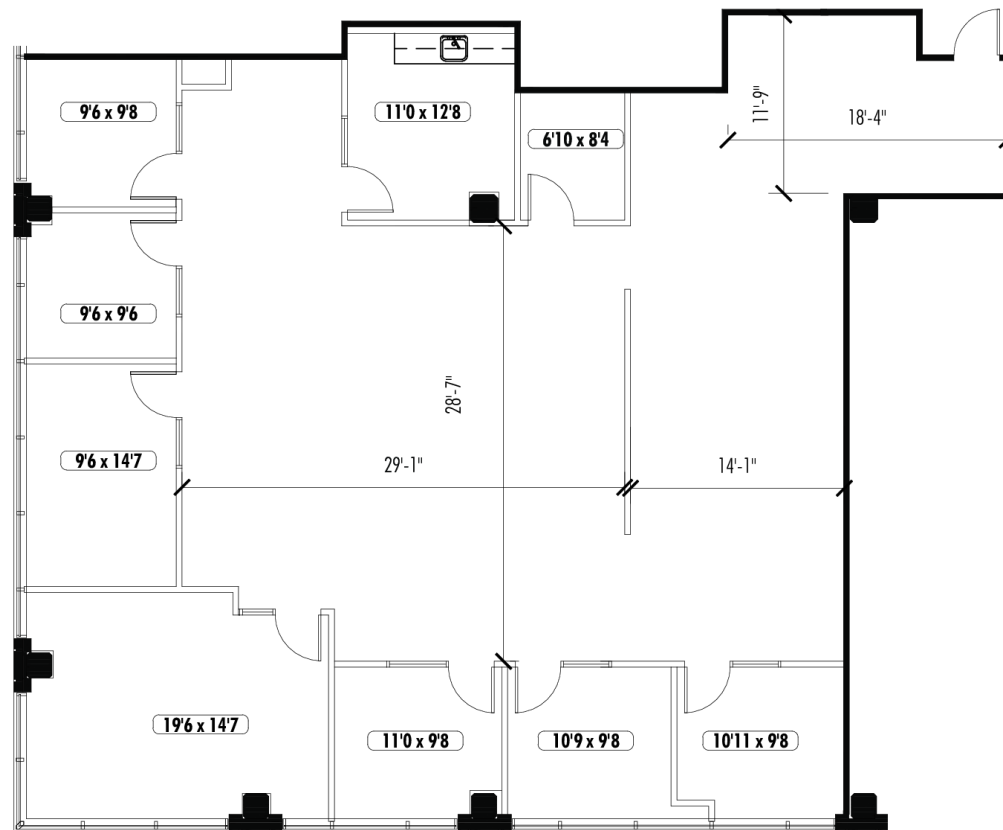 9'6 x 9'8
11'0 x 12'8
6'10 x 8'4
11'-9"
18'-4"
9'6 x 9'6
28'-7"
9'6 x 14'7
29'-1"
14'-1"
19'6 x 14'7
11'0 x 9'8
10'9 x 9'8
10'11 x 9'8